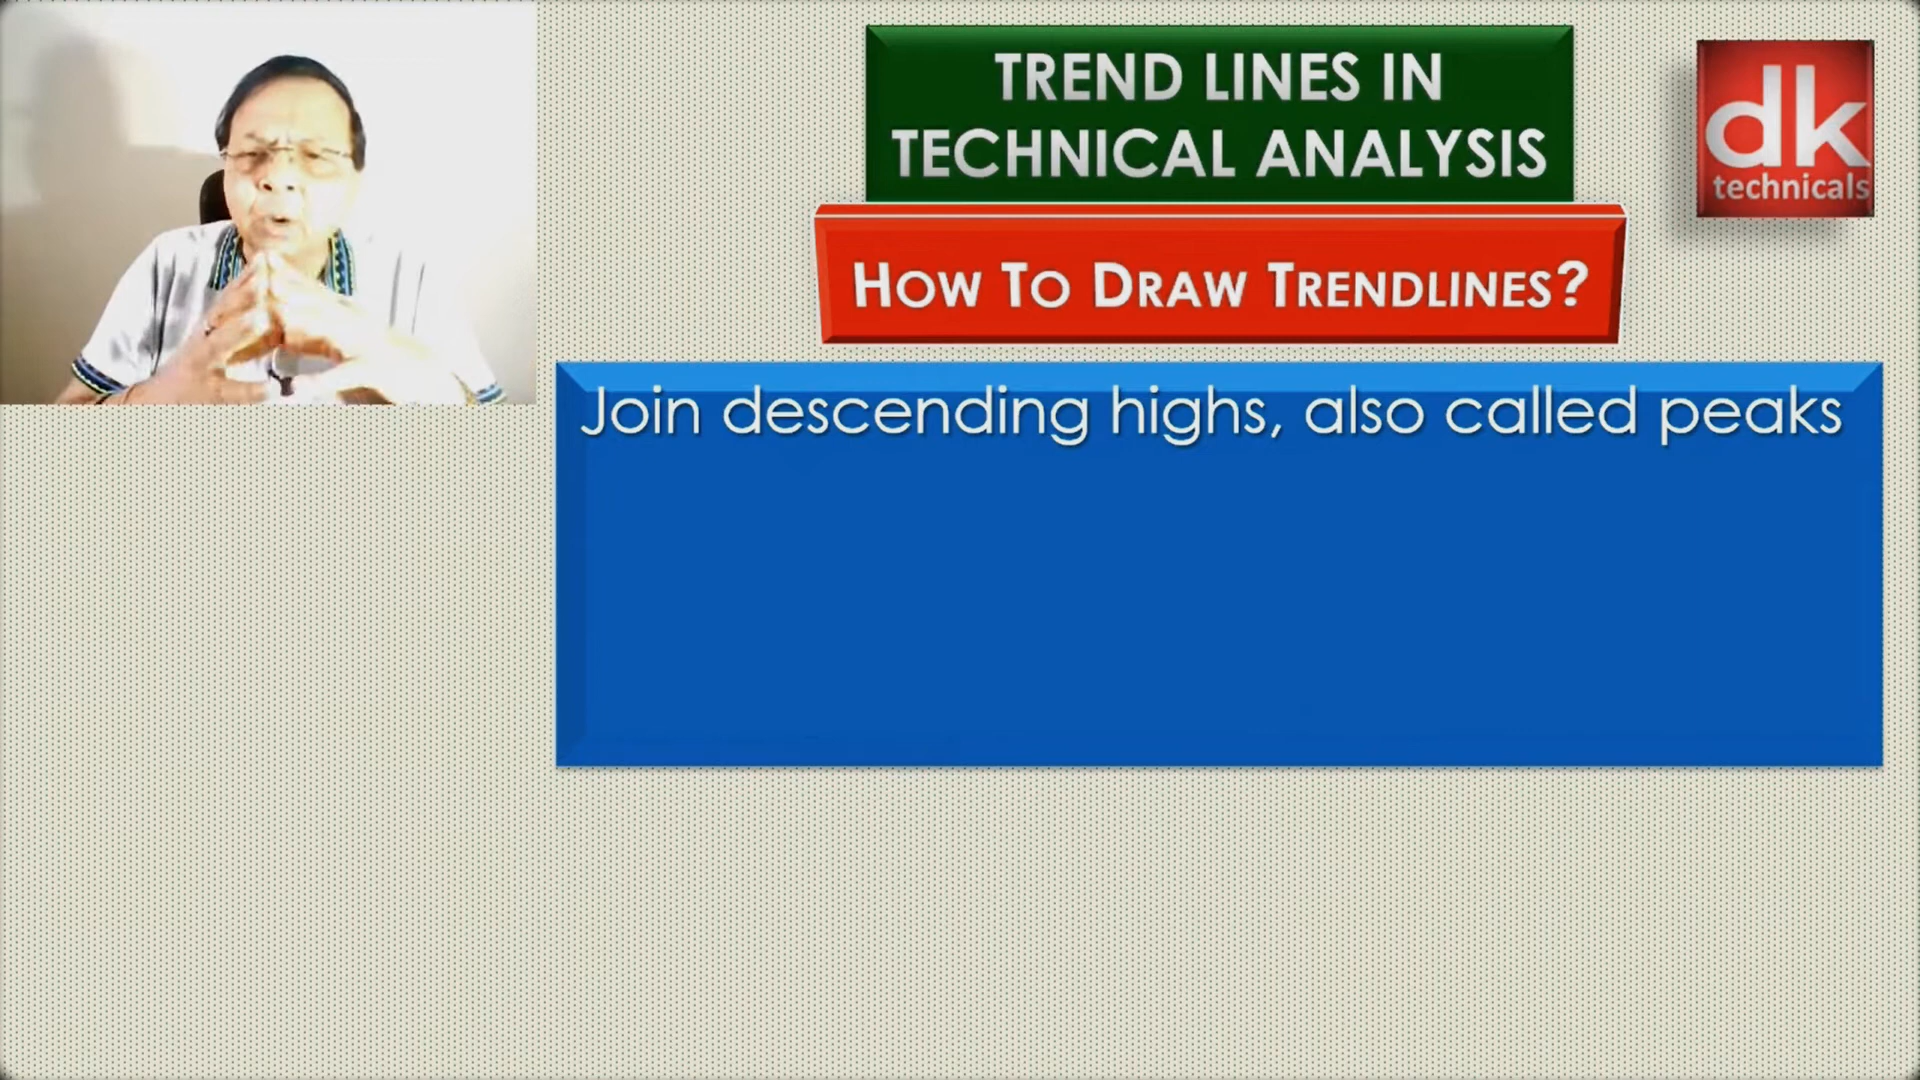 TREND LINES IN
TECHNICAL ANALYSIS
dk
technicals
HOW TO DRAW TRENDLINES?
Join descending highs, also called peaks